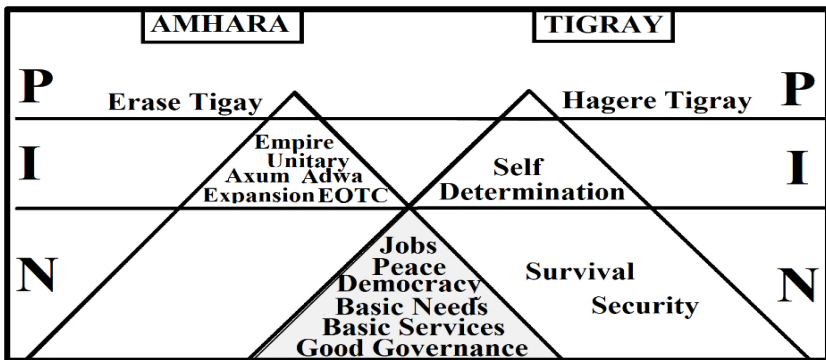 AMHARA TIGRAY
P Erase Tigay Hagere Tigray P
I Empire
Unitary
Axum Adwa
Expansion EOTC
Self
Determination I
N Jobs
Peace
Democracy
Basic Needs
Basic Services
Good Governance
Survival
Security N